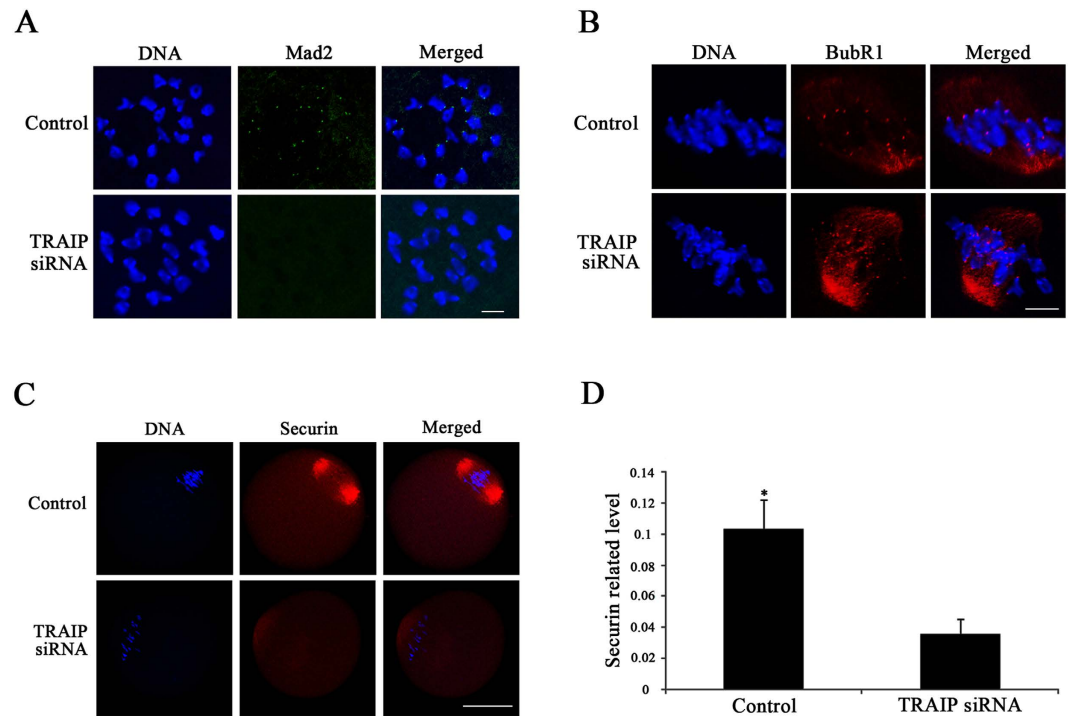 A
DNA Mad2 Merged
Control
TRAIP
siRNA
B
DNA BubR1 Merged
Control
TRAIP
siRNA
C
DNA Securin Merged
Control
TRAIP
siRNA
D
Securin related level
0.14
0.12
0.1
0.08
0.06
0.04
0.02
0
*
Control TRAIP siRNA